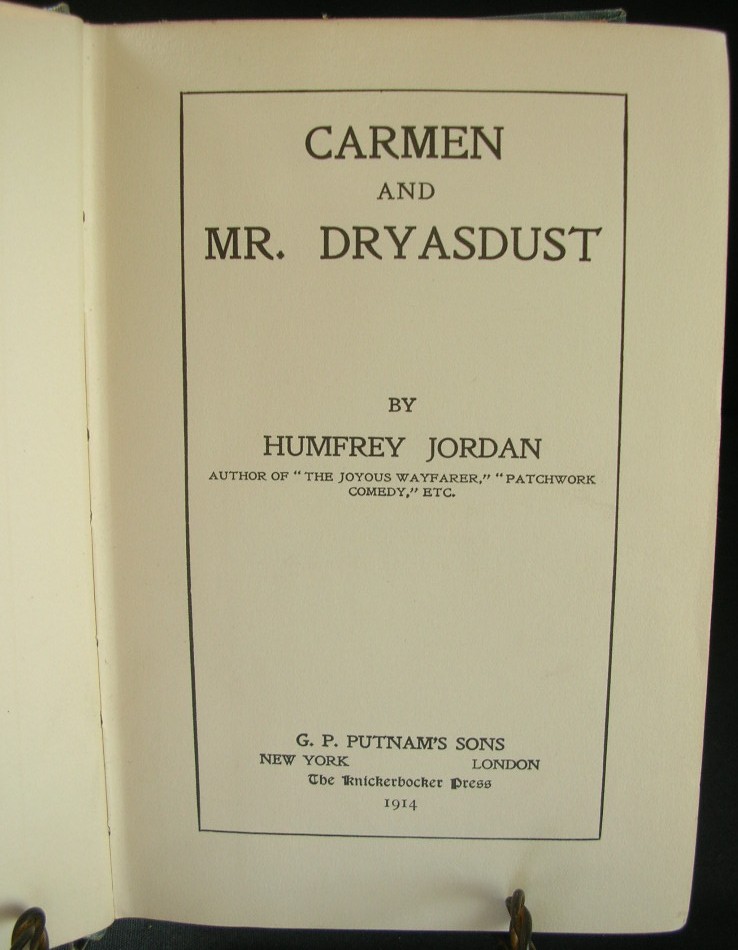 CARMEN
AND
MR. DRYASDUST
BY
HUMFREY JORDAN
AUTHOR OF "THE JOYOUS WAYFARER," "PATCHWORK
COMEDY," ETC.
G. P. PUTNAM'S SONS
NEW YORK LONDON
The Knickerbocker Press
1914